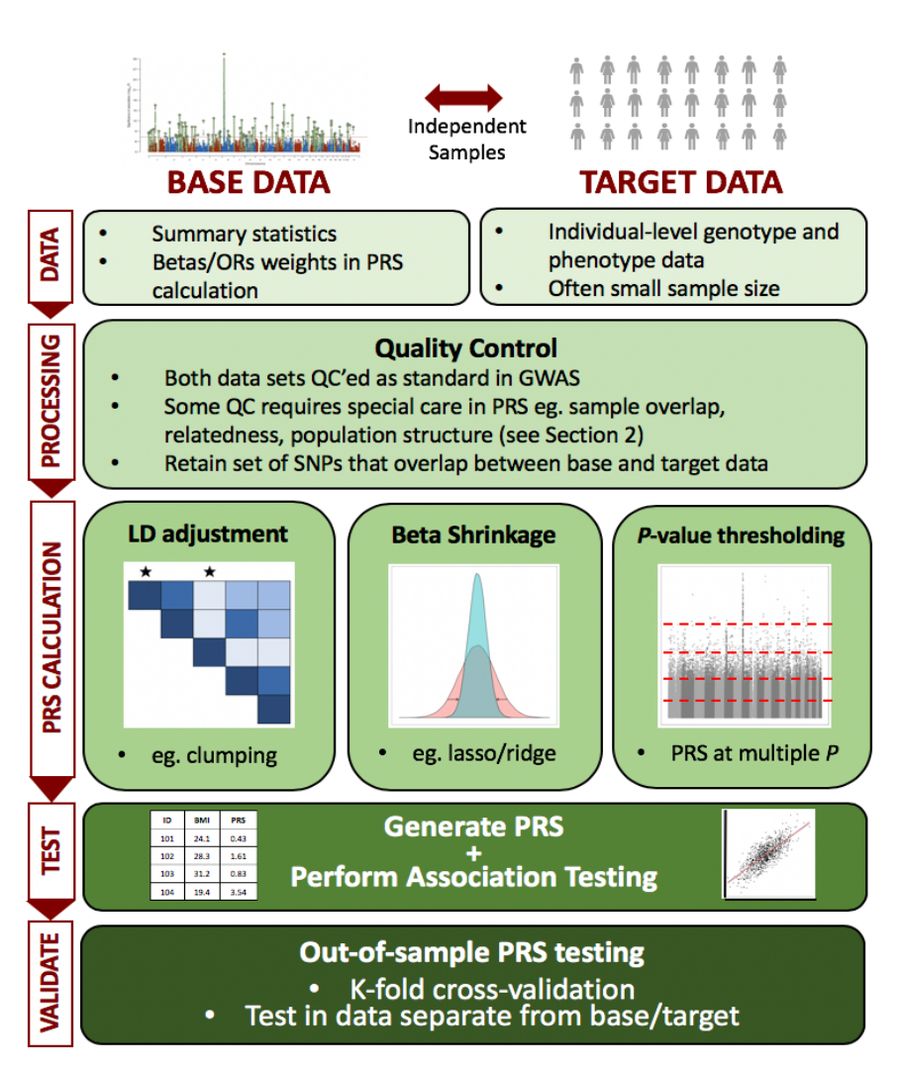 Independent
Samples
BASE DATA
TARGET DATA
DATA
• Summary statistics
• Betas/ORs weights in PRS
calculation
• Individual-level genotype and
phenotype data
• Often small sample size
PROCESSING
Quality Control
• Both data sets QC’ed as standard in GWAS
• Some QC requires special care in PRS eg. sample overlap,
relatedness, population structure (see Section 2)
• Retain set of SNPs that overlap between base and target data
PRS CALCULATION
LD adjustment
• eg. clumping
Beta Shrinkage
• eg. lasso/ridge
P-value thresholding
• PRS at multiple P
TEST
ID BMI PRS
101 24.1 0.43
102 28.3 1.61
103 31.2 0.83
104 19.4 3.54
Generate PRS
+
Perform Association Testing
VALIDATE
Out-of-sample PRS testing
• K-fold cross-validation
• Test in data separate from base/target